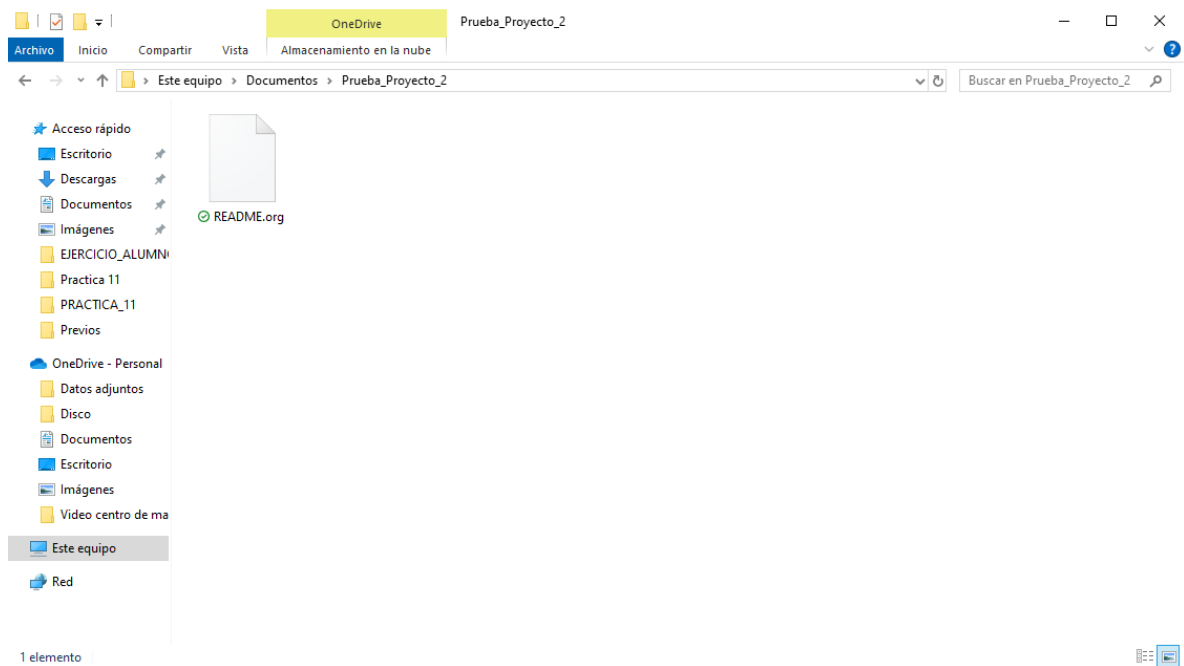 OneDrive
Prueba_Proyecto_2
Archivo
Inicio
Compartir
Vista
Almacenamiento en la nube
Este equipo > Documentos > Prueba_Proyecto_2
Buscar en Prueba_Proyecto_2
Acceso rápido
Escritorio
Descargas
Documentos
Imágenes
EJERCICIO_ALUMN
Practica 11
PRACTICA_11
Previos
OneDrive - Personal
Datos adjuntos
Disco
Documentos
Escritorio
Imágenes
Video centro de ma
Este equipo
Red
README.org
1 elemento